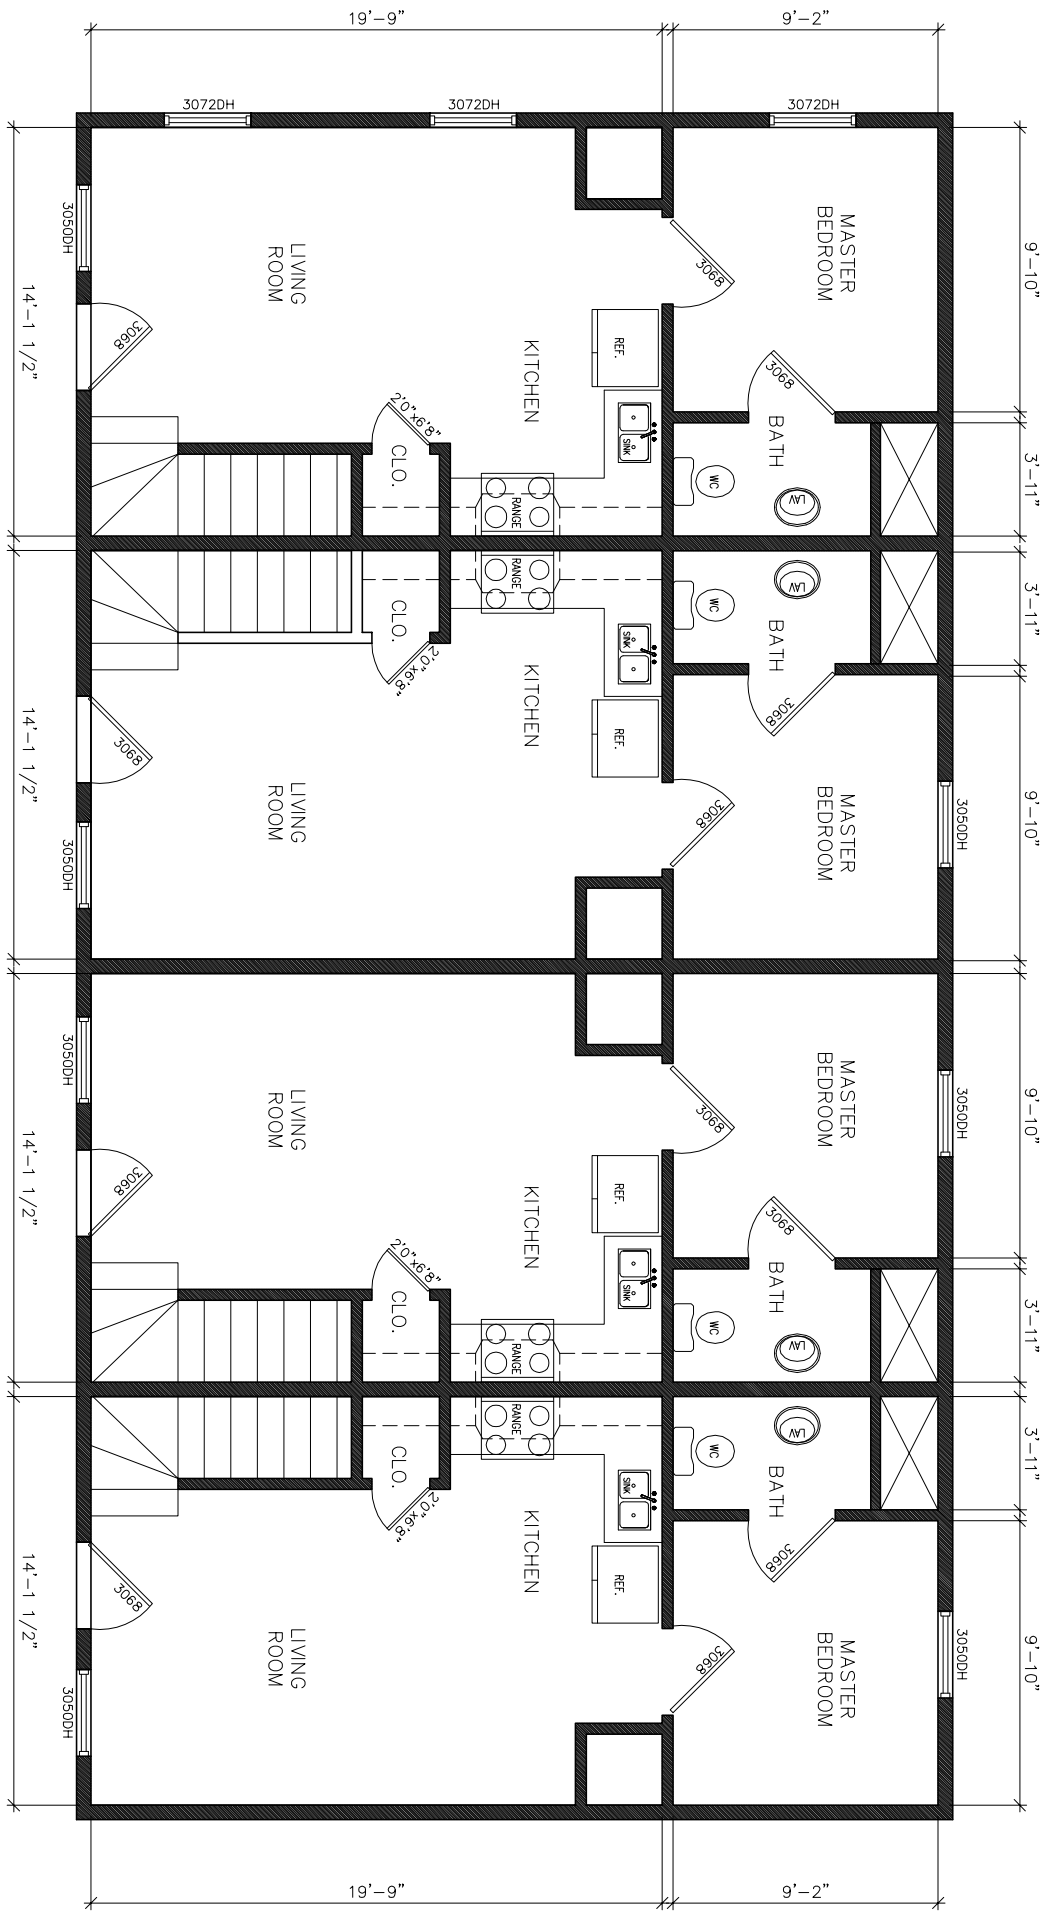 19'-9"
9'-2"
3072DH
3072DH
3072DH
9'-10"
3'-11"
3'-11"
9'-10"
9'-10"
3'-11"
3'-11"
9'-10"
3050DH
3050DH
3050DH
MASTER
BEDROOM
3068
3068
BATH
WC
LAV
LAV
WC
BATH
3068
MASTER
BEDROOM
3068
MASTER
BEDROOM
3068
3068
BATH
WC
LAV
LAV
WC
BATH
3068
MASTER
BEDROOM
3068
REF.
SINK
KITCHEN
RANGE
RANGE
SINK
REF.
KITCHEN
REF.
SINK
KITCHEN
RANGE
RANGE
SINK
REF.
KITCHEN
2'0"x6'8"
CLO.
CLO.
2'0"x6'8"
2'0"x6'8"
CLO.
CLO.
2'0"x6'8"
LIVING
ROOM
LIVING
ROOM
LIVING
ROOM
LIVING
ROOM
3068
3068
3068
3068
3050DH
3050DH
3050DH
3050DH
14'-1 1/2"
14'-1 1/2"
14'-1 1/2"
14'-1 1/2"
19'-9"
9'-2"